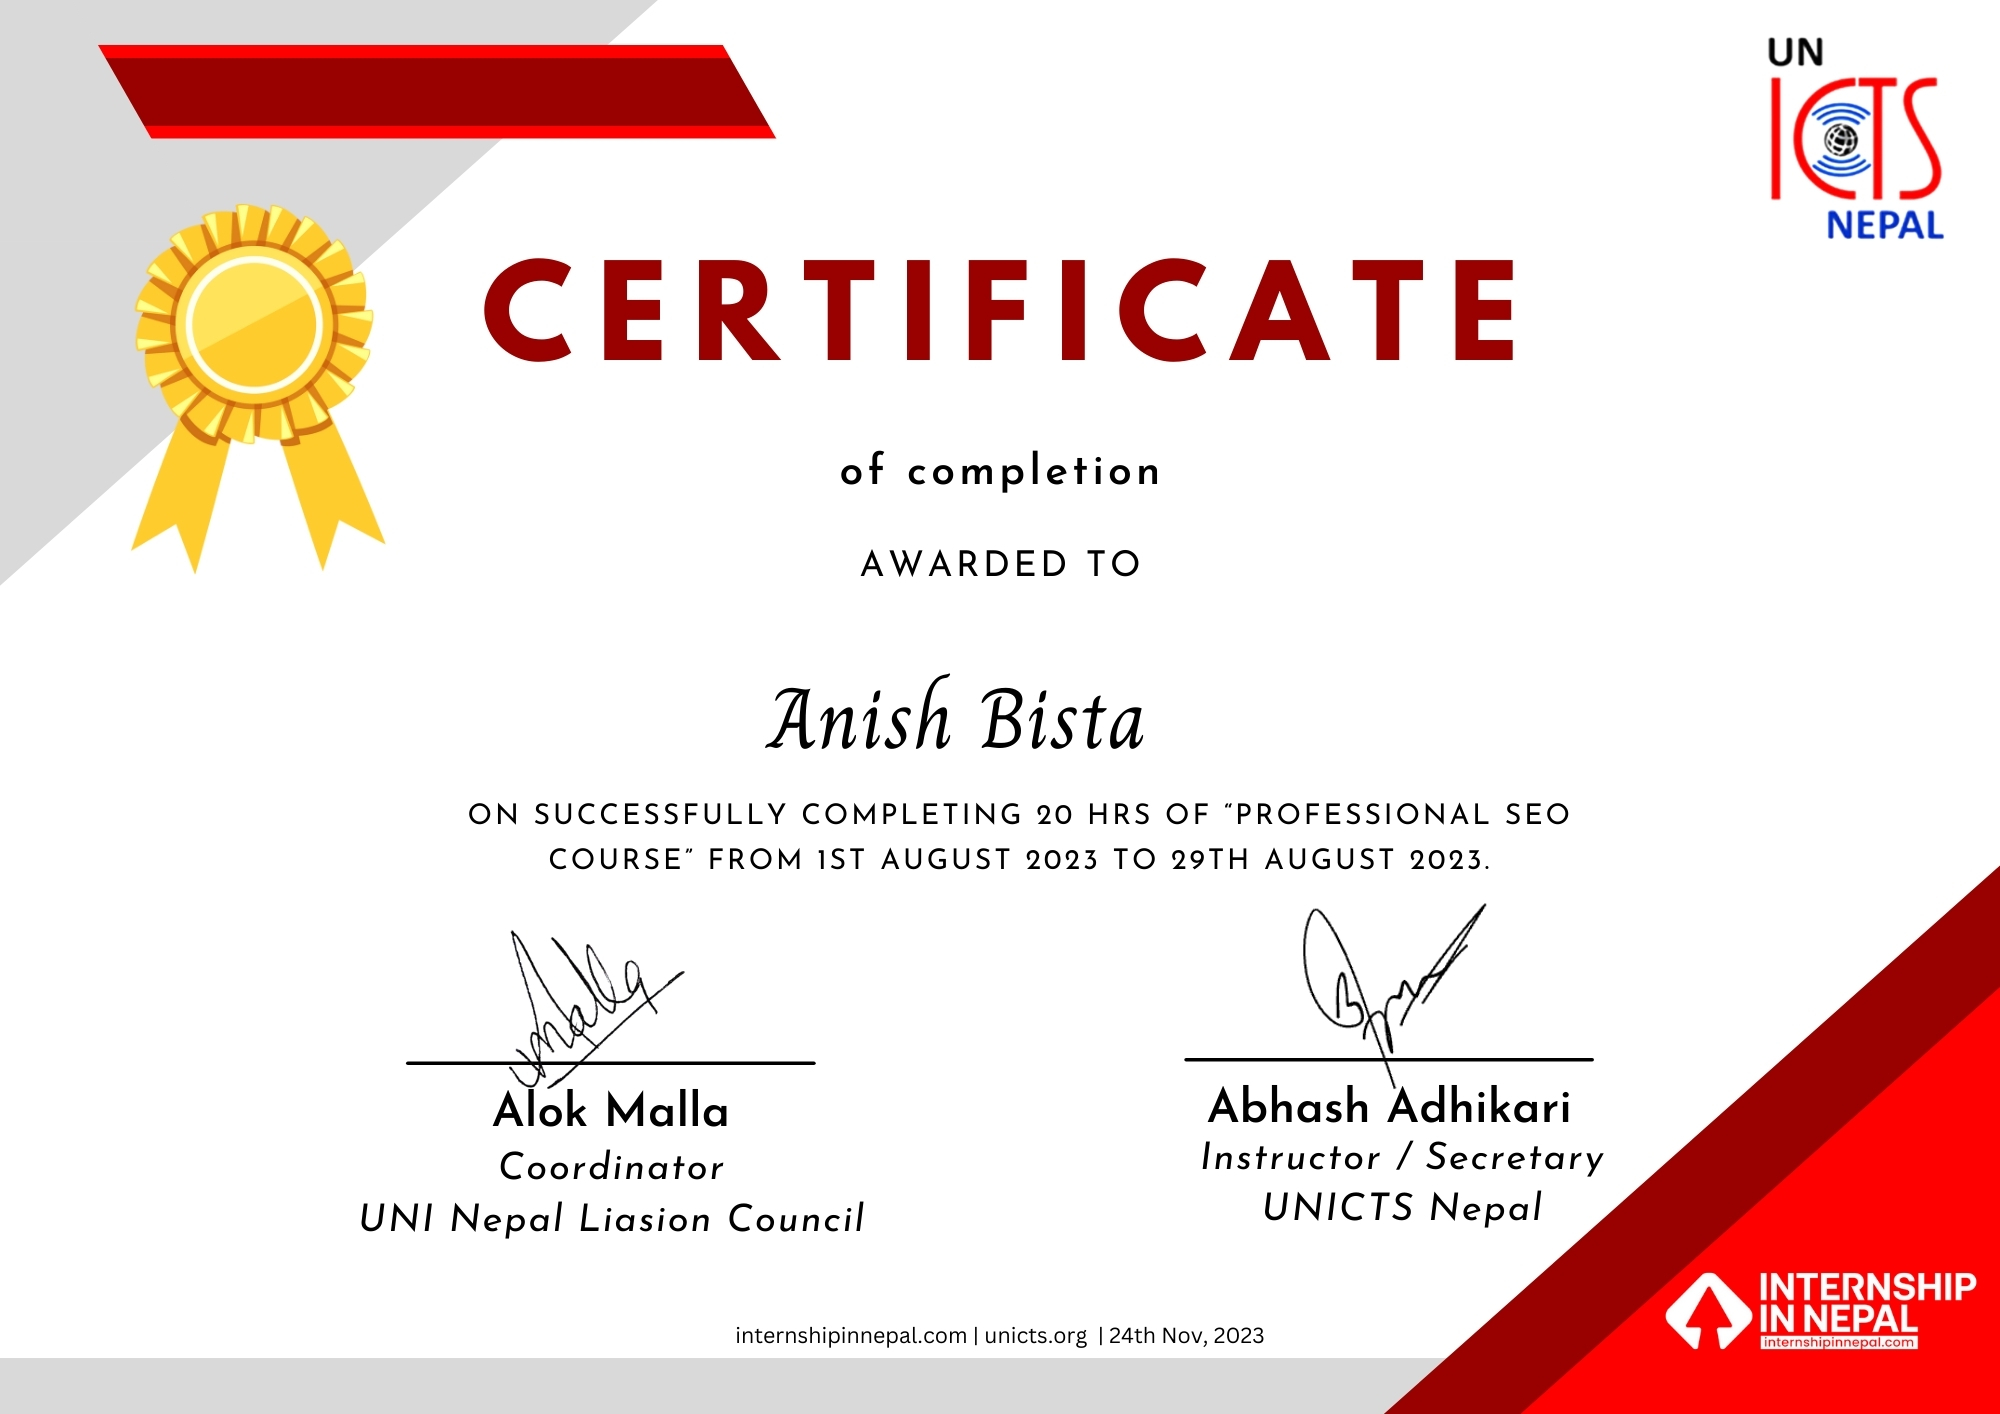 UN
ICTS
NEPAL
CERTIFICATE
of completion
AWARDED TO
Anish Bista
ON SUCCESSFULLY COMPLETING 20 HRS OF “PROFESSIONAL SEO
COURSE” FROM 1ST AUGUST 2023 TO 29TH AUGUST 2023.
Alok Malla
Coordinator
UNI Nepal Liasion Council
Abhash Adhikari
Instructor / Secretary
UNICTS Nepal
internshipinnepal.com | unicts.org | 24th Nov, 2023
INTERNSHIP
IN NEPAL
internshipinnepal.com